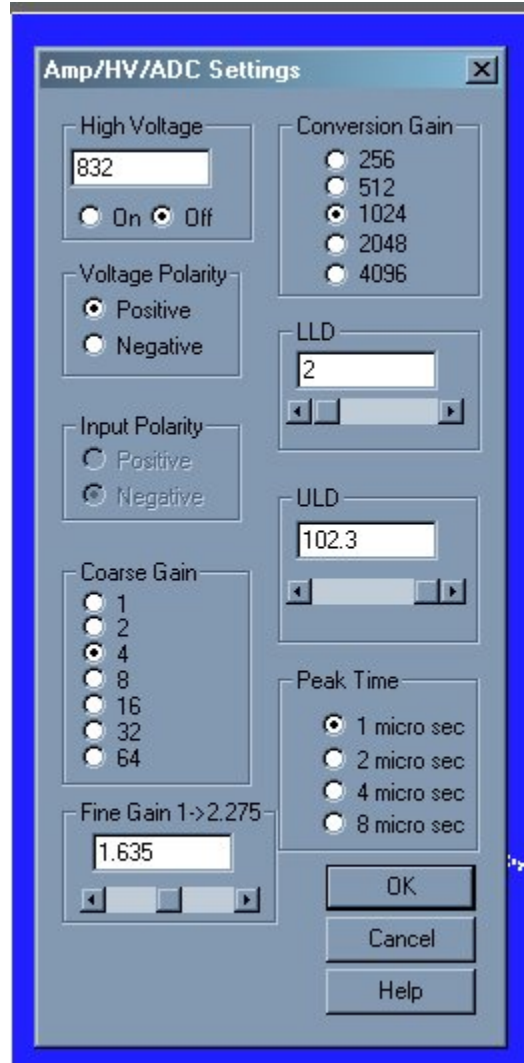 Amp/HV/ADC Settings
High Voltage
832
On Off
Voltage Polarity
Positive
Negative
Input Polarity
Positive
Negative
Coarse Gain
1
2
4
8
16
32
64
Fine Gain 1->2.275
1.635
Conversion Gain
256
512
1024
2048
4096
LLD
2
ULD
102.3
Peak Time
1 micro sec
2 micro sec
4 micro sec
8 micro sec
OK
Cancel
Help